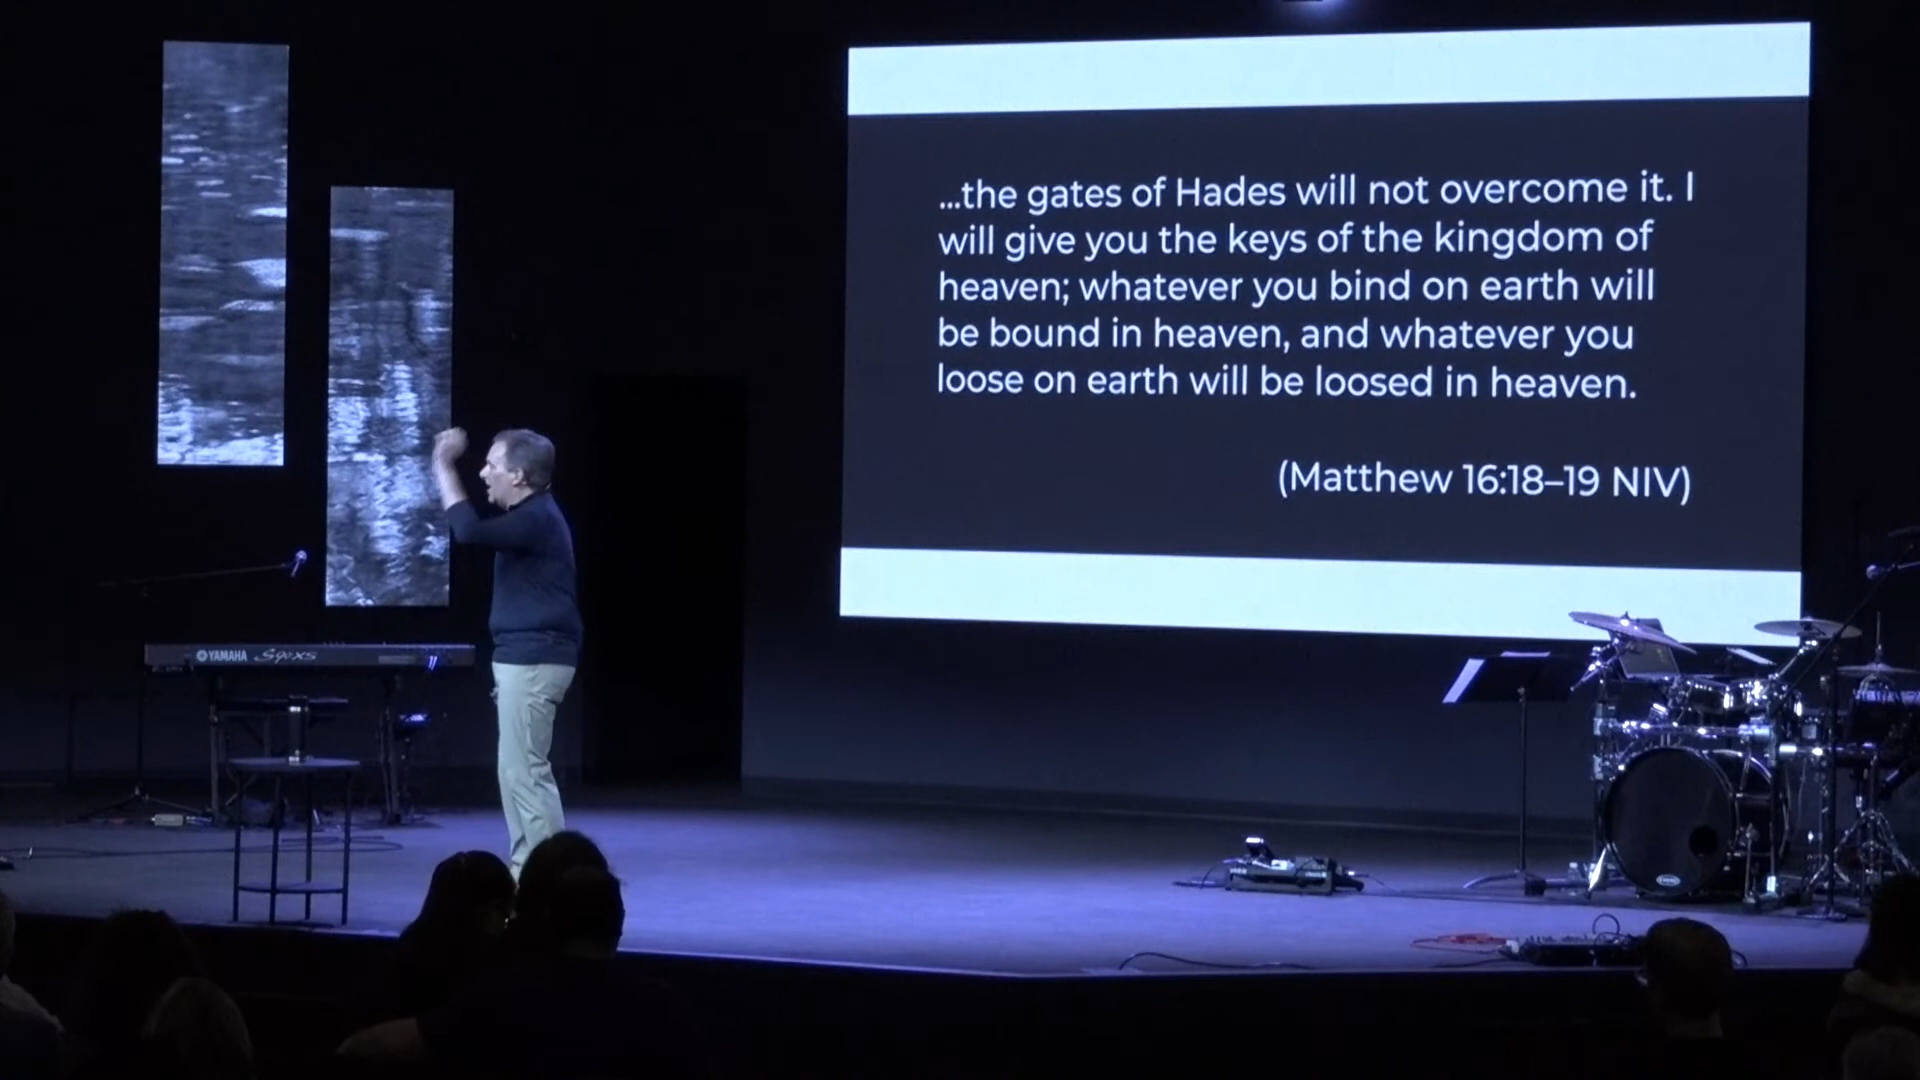 ...the gates of Hades will not overcome it. I
will give you the keys of the kingdom of
heaven; whatever you bind on earth will
be bound in heaven, and whatever you
loose on earth will be loosed in heaven.
(Matthew 16:18–19 NIV)
YAMAHA S90XS